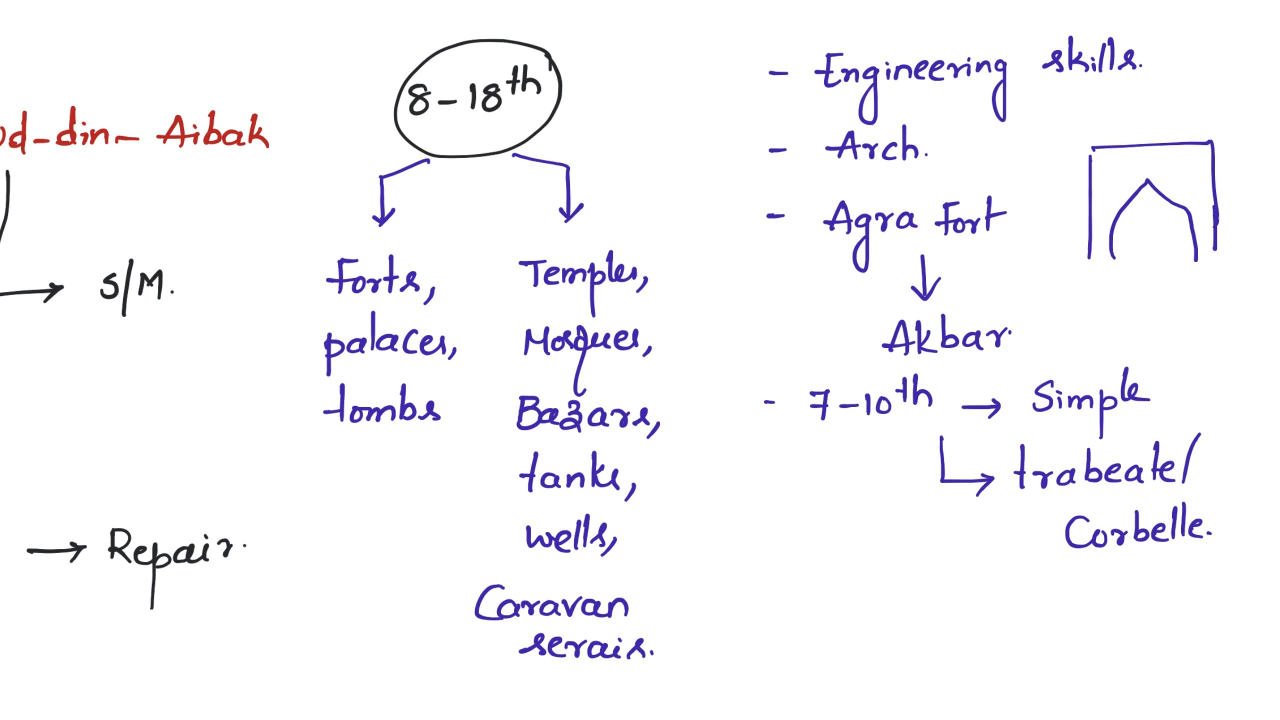 ud-din- Aibak
→ S/M.
→ Repair.
8-18th
Forts,
palaces,
tombs
Temples,
Mosques,
Bazars,
tanks,
wells,
Caravan
serais.
- Engineering skills.
- Arch.
- Agra Fort
↓
Akbar
- 7-10th → Simple
↳ trabeate/
Corbelle.